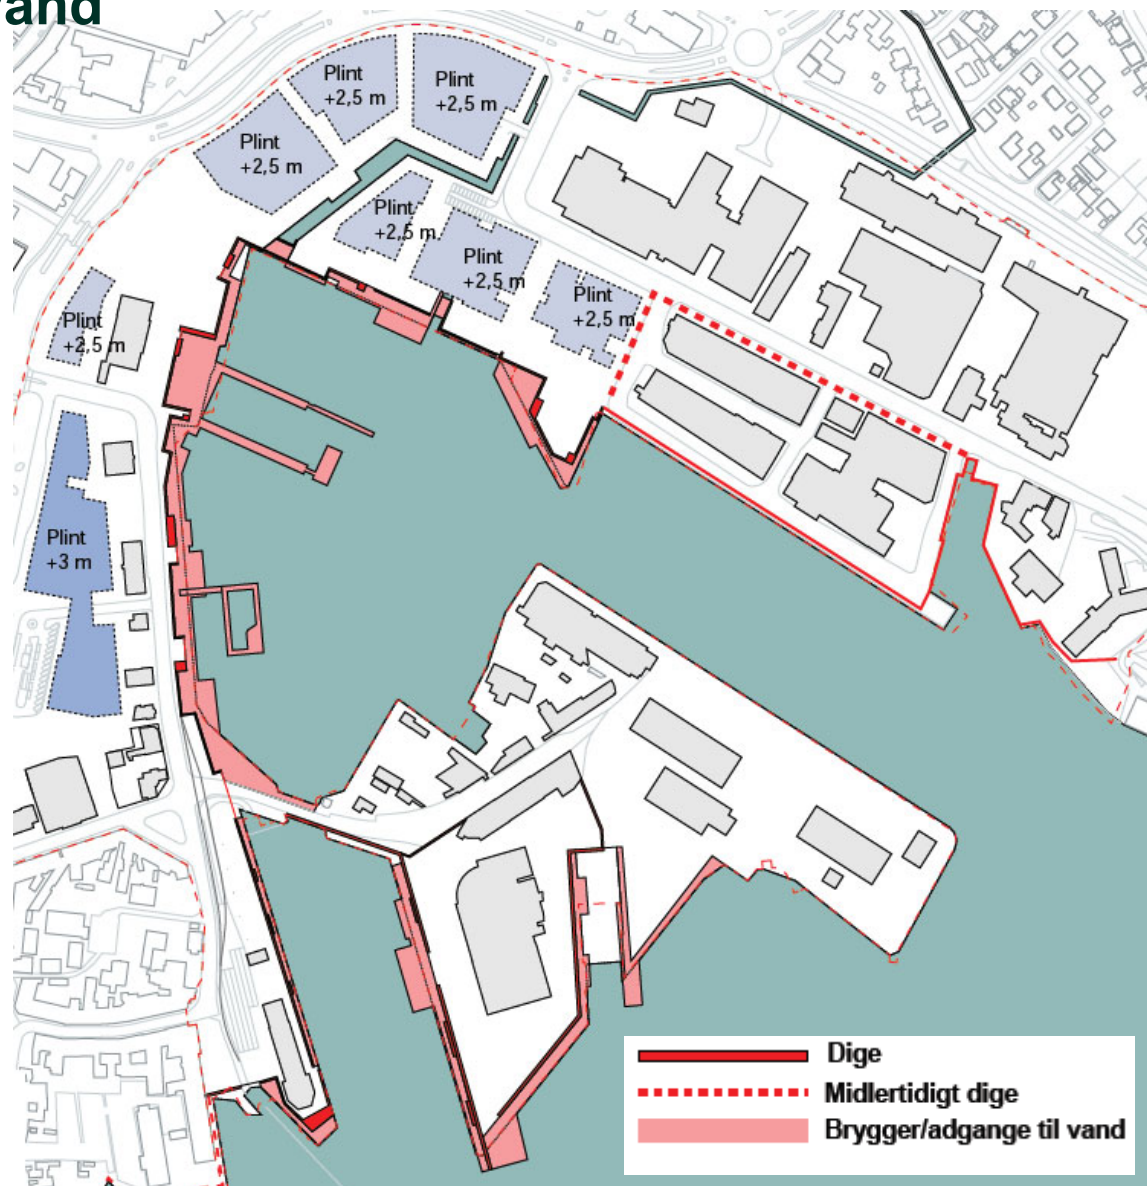 vand
Plint
+2,5 m
Plint
+2,5 m
Plint
+2,5 m
Plint
+2,5 m
Plint
+2,5 m
Plint
+2,5 m
Plint
+2,5 m
Plint
+3 m
Dige
Midlertidigt dige
Brygger/adgange til vand